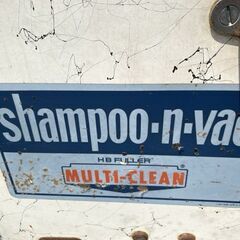 shampoo-n-vac
H·B FULLER
MULTI-CLEAN